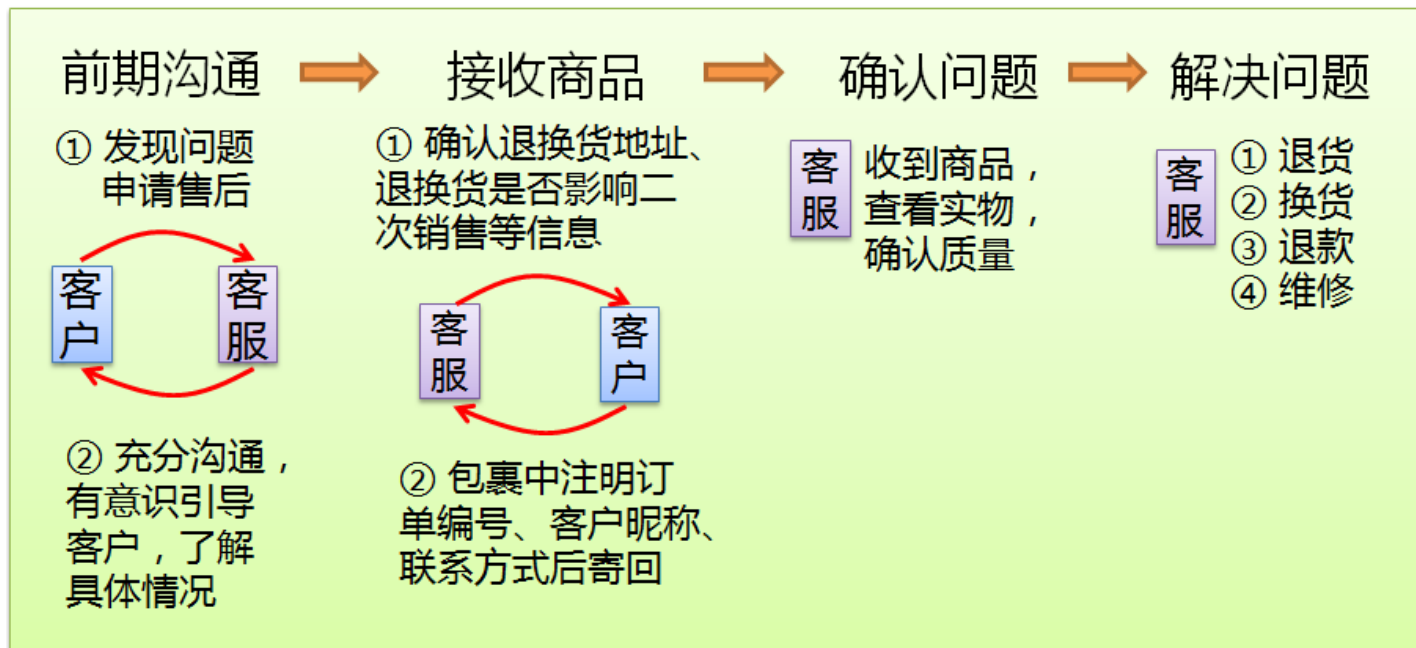 前期沟通
① 发现问题
申请售后
客户
客服
② 充分沟通，
有意识引导
客户，了解
具体情况
接收商品
① 确认退换货地址、
退换货是否影响二
次销售等信息
客服
客户
② 包裹中注明订
单编号、客户昵称、
联系方式后寄回
确认问题
客服
收到商品，
查看实物，
确认质量
解决问题
客服
① 退货
② 换货
③ 退款
④ 维修